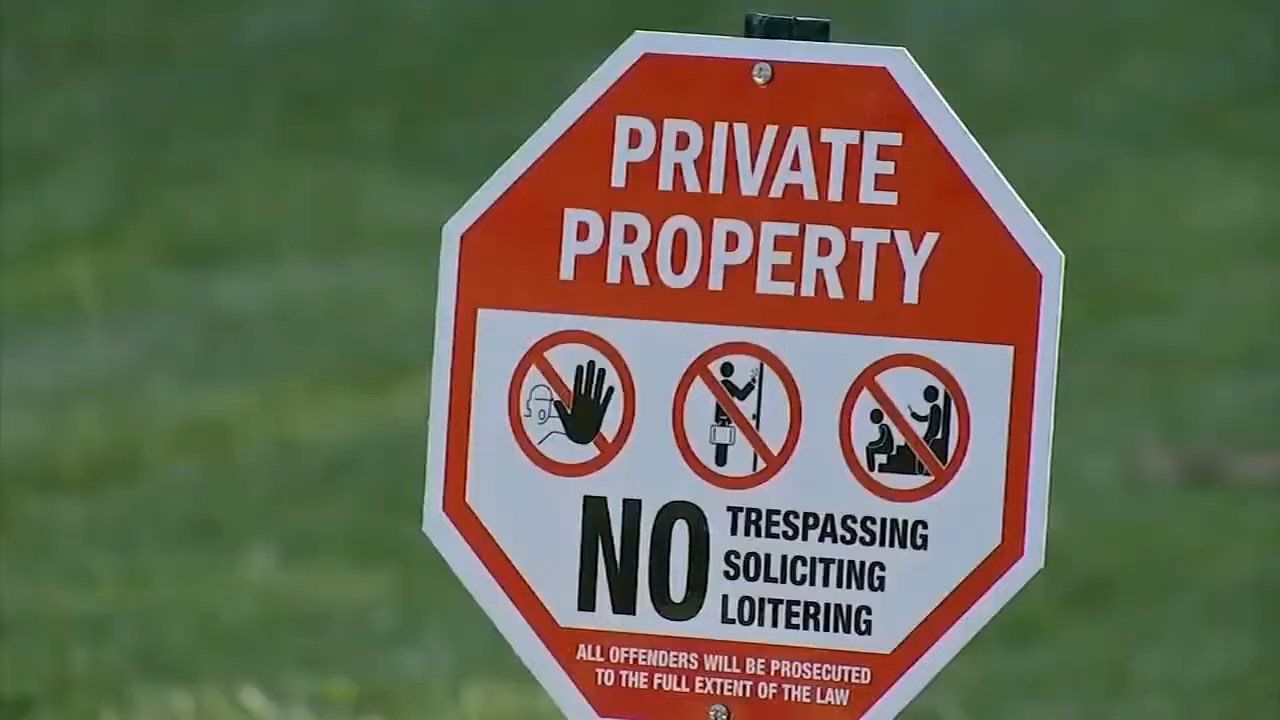 PRIVATE
PROPERTY
NO
TRESPASSING
SOLICITING
LOITERING
ALL OFFENDERS WILL BE PROSECUTED
TO THE FULL EXTENT OF THE LAW